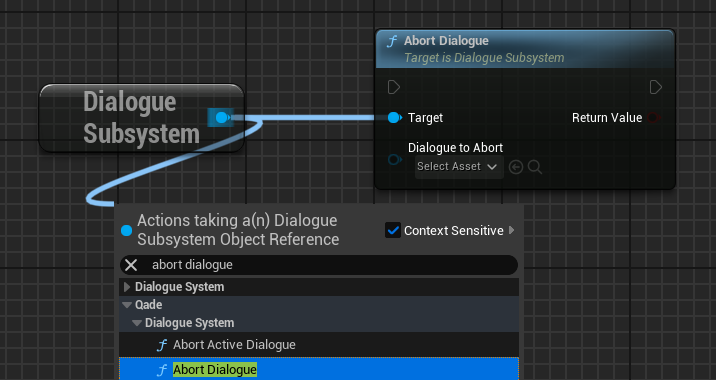 Abort Dialogue
Target is Dialogue Subsystem
Dialogue
Subsystem
Target
Return Value
Dialogue to Abort
Select Asset
Actions taking a(n) Dialogue
Subsystem Object Reference
Context Sensitive
abort dialogue
Dialogue System
Qade
Dialogue System
Abort Active Dialogue
Abort Dialogue